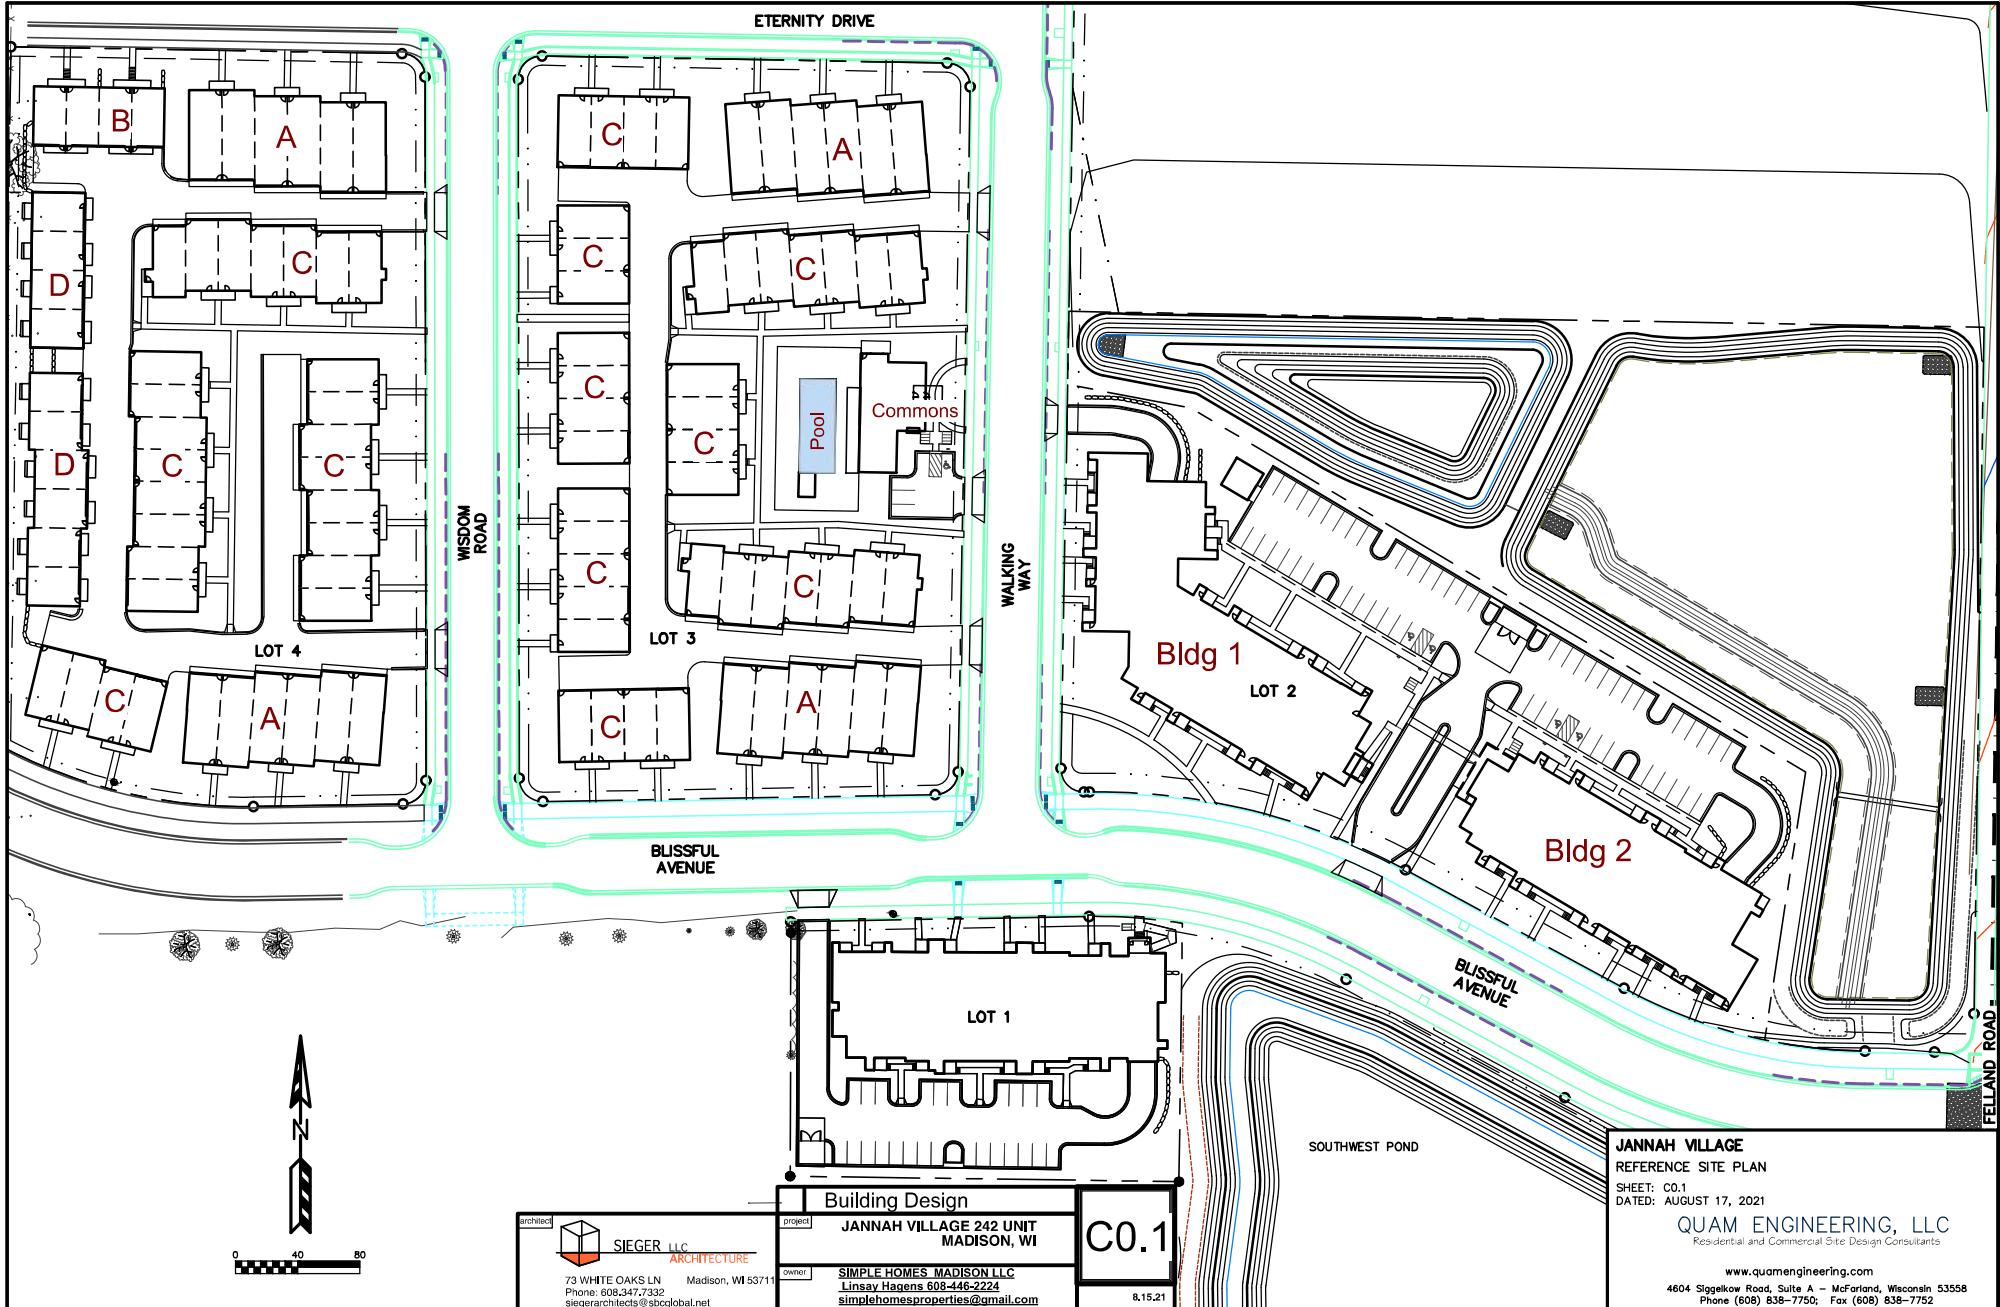 ETERNITY DRIVE
B
A
C
A
D
C
C
C
D
C
C
C
C
Pool
Commons
C
C
C
WISDOM
ROAD
WALKING
WAY
LOT 4
LOT 3
C
A
C
A
Bldg 1
LOT 2
Bldg 2
BLISSFUL
AVENUE
BLISSFUL
AVENUE
LOT 1
FELLAND ROAD
SOUTHWEST POND
N
0 40 80
architect
SIEGER LLC
ARCHITECTURE
73 WHITE OAKS LN Madison, WI 53711
Phone: 608.347.7332
siegerarchitects@sbcglobal.net
Building Design
project
JANNAH VILLAGE 242 UNIT
MADISON, WI
owner
SIMPLE HOMES MADISON LLC
Linsay Hagens 608-446-2224
simplehomesproperties@gmail.com
C0.1
8.15.21
JANNAH VILLAGE
REFERENCE SITE PLAN
SHEET: C0.1
DATED: AUGUST 17, 2021
QUAM ENGINEERING, LLC
Residential and Commercial Site Design Consultants
www.quamengineering.com
4604 Siggelkow Road, Suite A – McFarland, Wisconsin 53558
Phone (608) 838–7750; Fax (608) 838–7752